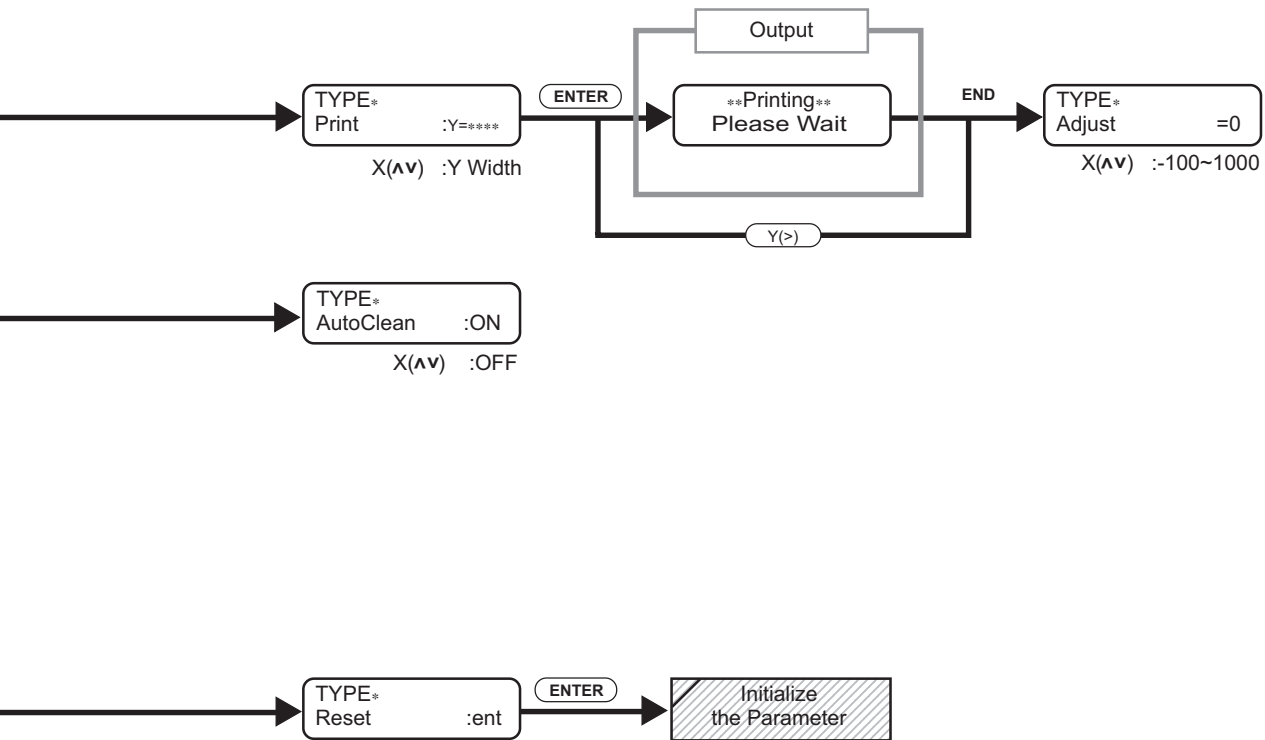 Output
TYPE* Print :Y=****
X(∧∨) :Y Width
ENTER
**Printing**
Please Wait
END
TYPE*
Adjust =0
X(∧∨) :-100~1000
Y(>)
TYPE*
AutoClean :ON
X(∧∨) :OFF
TYPE*
Reset :ent
ENTER
Initialize
the Parameter